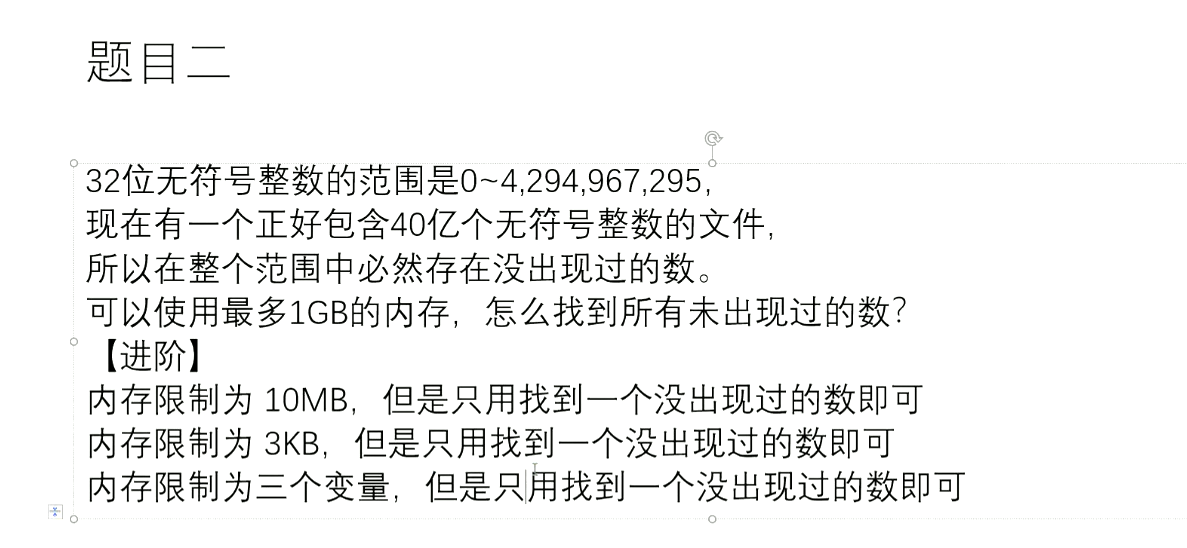 题目二
32位无符号整数的范围是0~4,294,967,295,
现在有一个正好包含40亿个无符号整数的文件,
所以在整个范围中必然存在没出现过的数。
可以使用最多1GB的内存，怎么找到所有未出现过的数?
【进阶】
内存限制为 10MB，但是只用找到一个没出现过的数即可
内存限制为 3KB，但是只用找到一个没出现过的数即可
内存限制为三个变量，但是只用找到一个没出现过的数即可